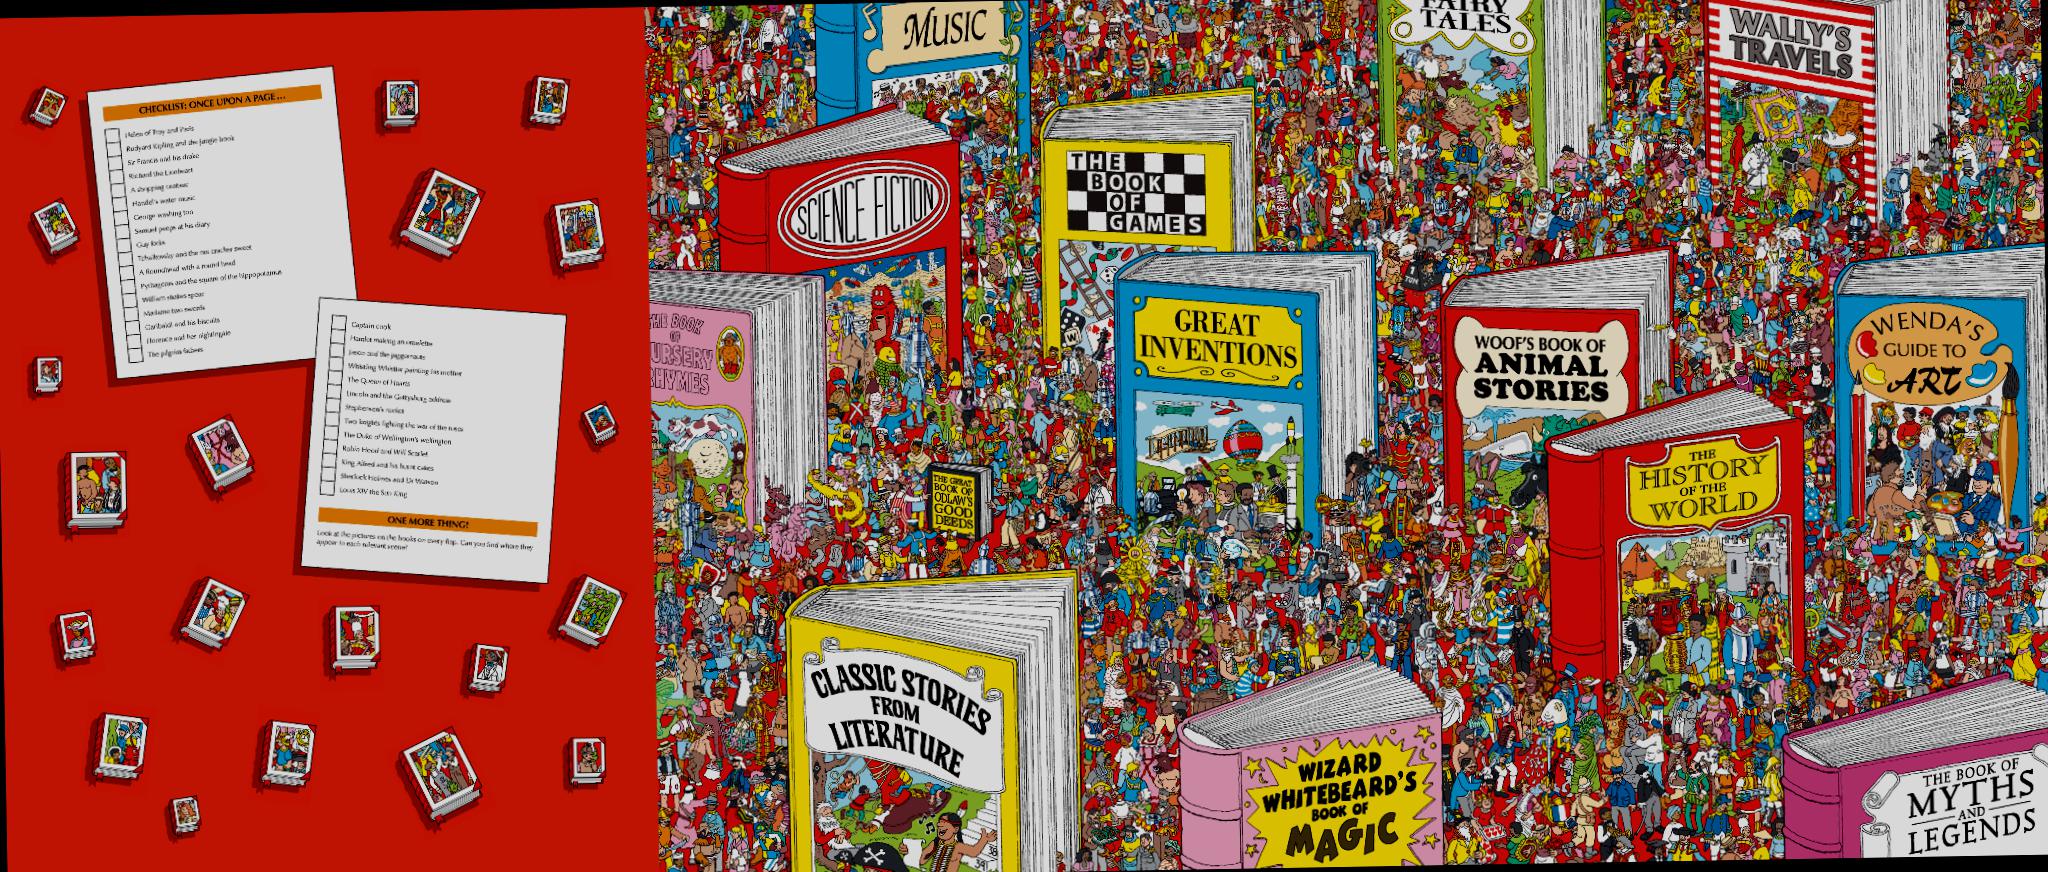 CHECKLIST: ONCE UPON A PAGE...
Helen of Troy and Paris
Rudyard Kipling and the jungle book
Sir Francis and his drake
Richard the Lionheart
A shopping centaur
Handel's water music
George washing ton
Samuel peeps at his diary
Guy forks
Tchaikovsky and the nut cracker sweet
A Roundhead with a round head
Pythagoras and the square of the hippopotamus
William shakes spear
Madame two swords
Garibaldi and his biscuits
Florence and her nightingale
The pilgrim fathers
Captain cook
Hamlet making an omelette
Jason and the juggernauts
Whistling Whistler painting his mother
The Queen of Hearts
Lincoln and the Gettysburg address
Stephenson's rocket
Two knights fighting the war of the roses
The Duke of Wellington's wellington
Robin Hood and Will Scarlet
King Alfred and his burnt cakes
Sherlock Holmes and Dr Watson
Louis XIV the Sun King
ONE MORE THING!
Look at the pictures on the books on every flap. Can you find where they
appear in each relevant scene?
MUSIC
FAIRY
TALES
WALLY'S
TRAVELS
SCIENCE FICTION
THE
BOOK
OF
GAMES
THE BOOK
OF
NURSERY
RHYMES
GREAT
INVENTIONS
WOOF'S BOOK OF
ANIMAL
STORIES
WENDA'S
GUIDE TO
ART
THE GREAT
BOOK OF
ODLAW'S
GOOD
DEEDS
THE
HISTORY
OF THE
WORLD
CLASSIC STORIES
FROM
LITERATURE
WIZARD
WHITEBEARD'S
BOOK OF
MAGIC
THE BOOK OF
MYTHS
AND
LEGENDS